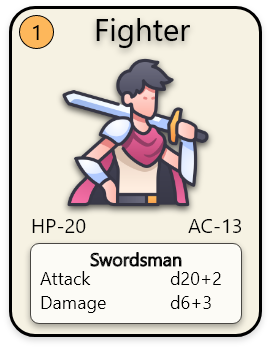 1
Fighter
HP-20 AC-13
Swordsman
Attack d20+2
Damage d6+3